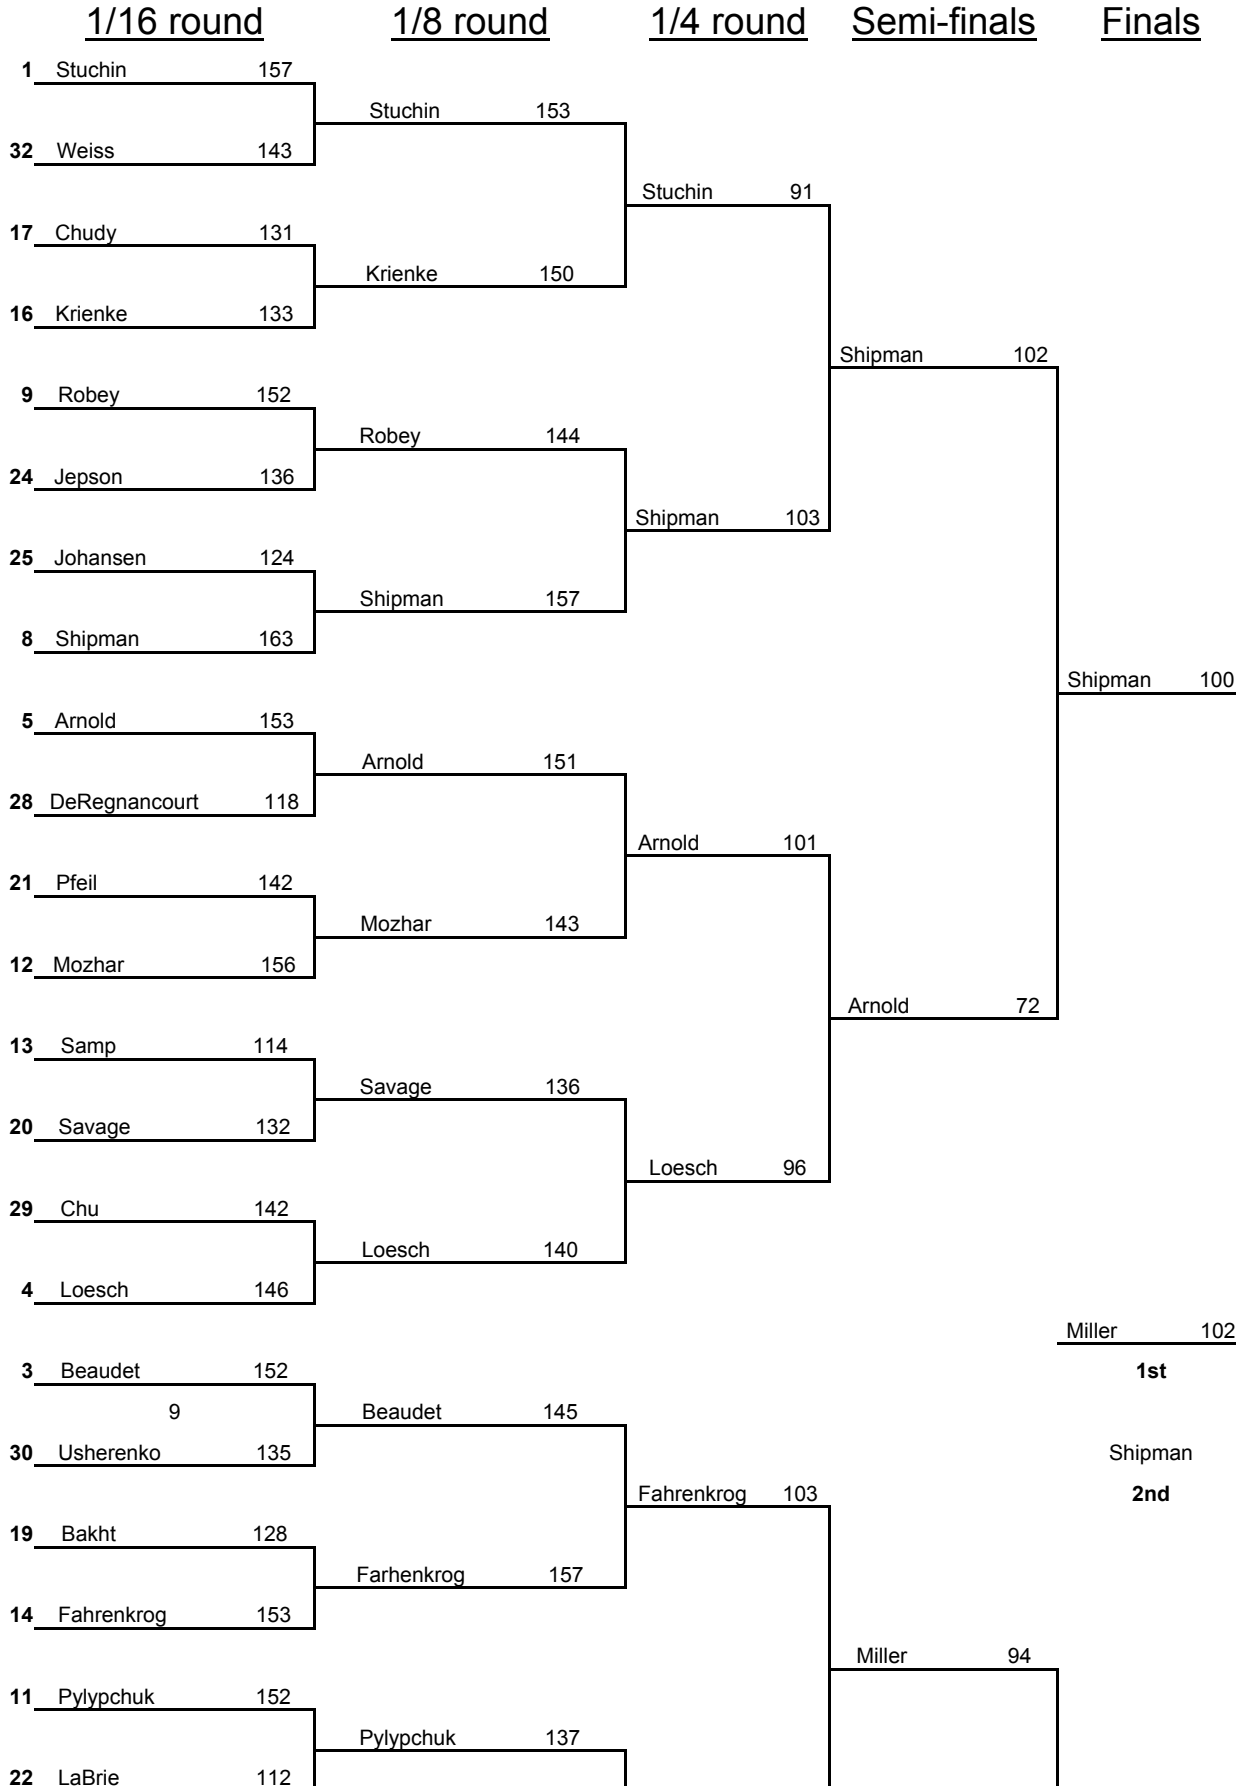 1/16 round 1/8 round 1/4 round Semi-finals Finals
1 Stuchin 157
Stuchin 153
32 Weiss 143
Stuchin 91
17 Chudy 131
Krienke 150
16 Krienke 133
Shipman 102
9 Robey 152
Robey 144
24 Jepson 136
Shipman 103
25 Johansen 124
Shipman 157
8 Shipman 163
Shipman 100
5 Arnold 153
Arnold 151
28 DeRegnancourt 118
Arnold 101
21 Pfeil 142
Mozhar 143
12 Mozhar 156
Arnold 72
13 Samp 114
Savage 136
20 Savage 132
Loesch 96
29 Chu 142
Loesch 140
4 Loesch 146
Miller 102
3 Beaudet 152 1st
9 Beaudet 145
30 Usherenko 135 Shipman
Fahrenkrog 103 2nd
19 Bakht 128
Farhenkrog 157
14 Fahrenkrog 153
Miller 94
11 Pylypchuk 152
Pylypchuk 137
22 LaBrie 112